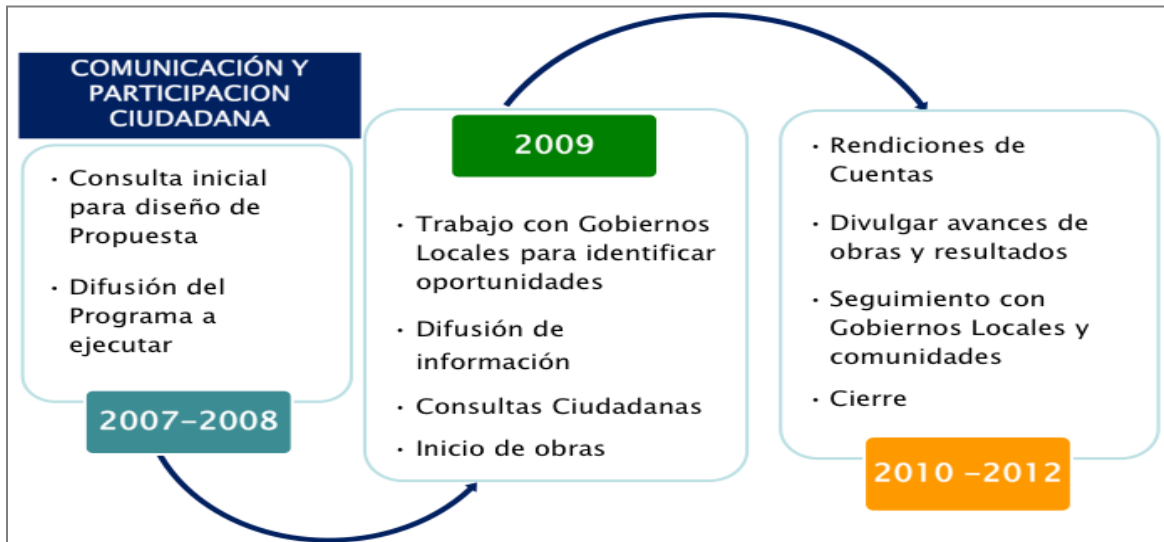 COMUNICACIÓN Y
PARTICIPACION
CIUDADANA
· Consulta inicial
para diseño de
Propuesta
· Difusión del
Programa a
ejecutar
2007-2008
2009
· Trabajo con Gobiernos
Locales para identificar
oportunidades
· Difusión de
información
· Consultas Ciudadanas
· Inicio de obras
· Rendiciones de
Cuentas
· Divulgar avances de
obras y resultados
· Seguimiento con
Gobiernos Locales y
comunidades
· Cierre
2010 -2012